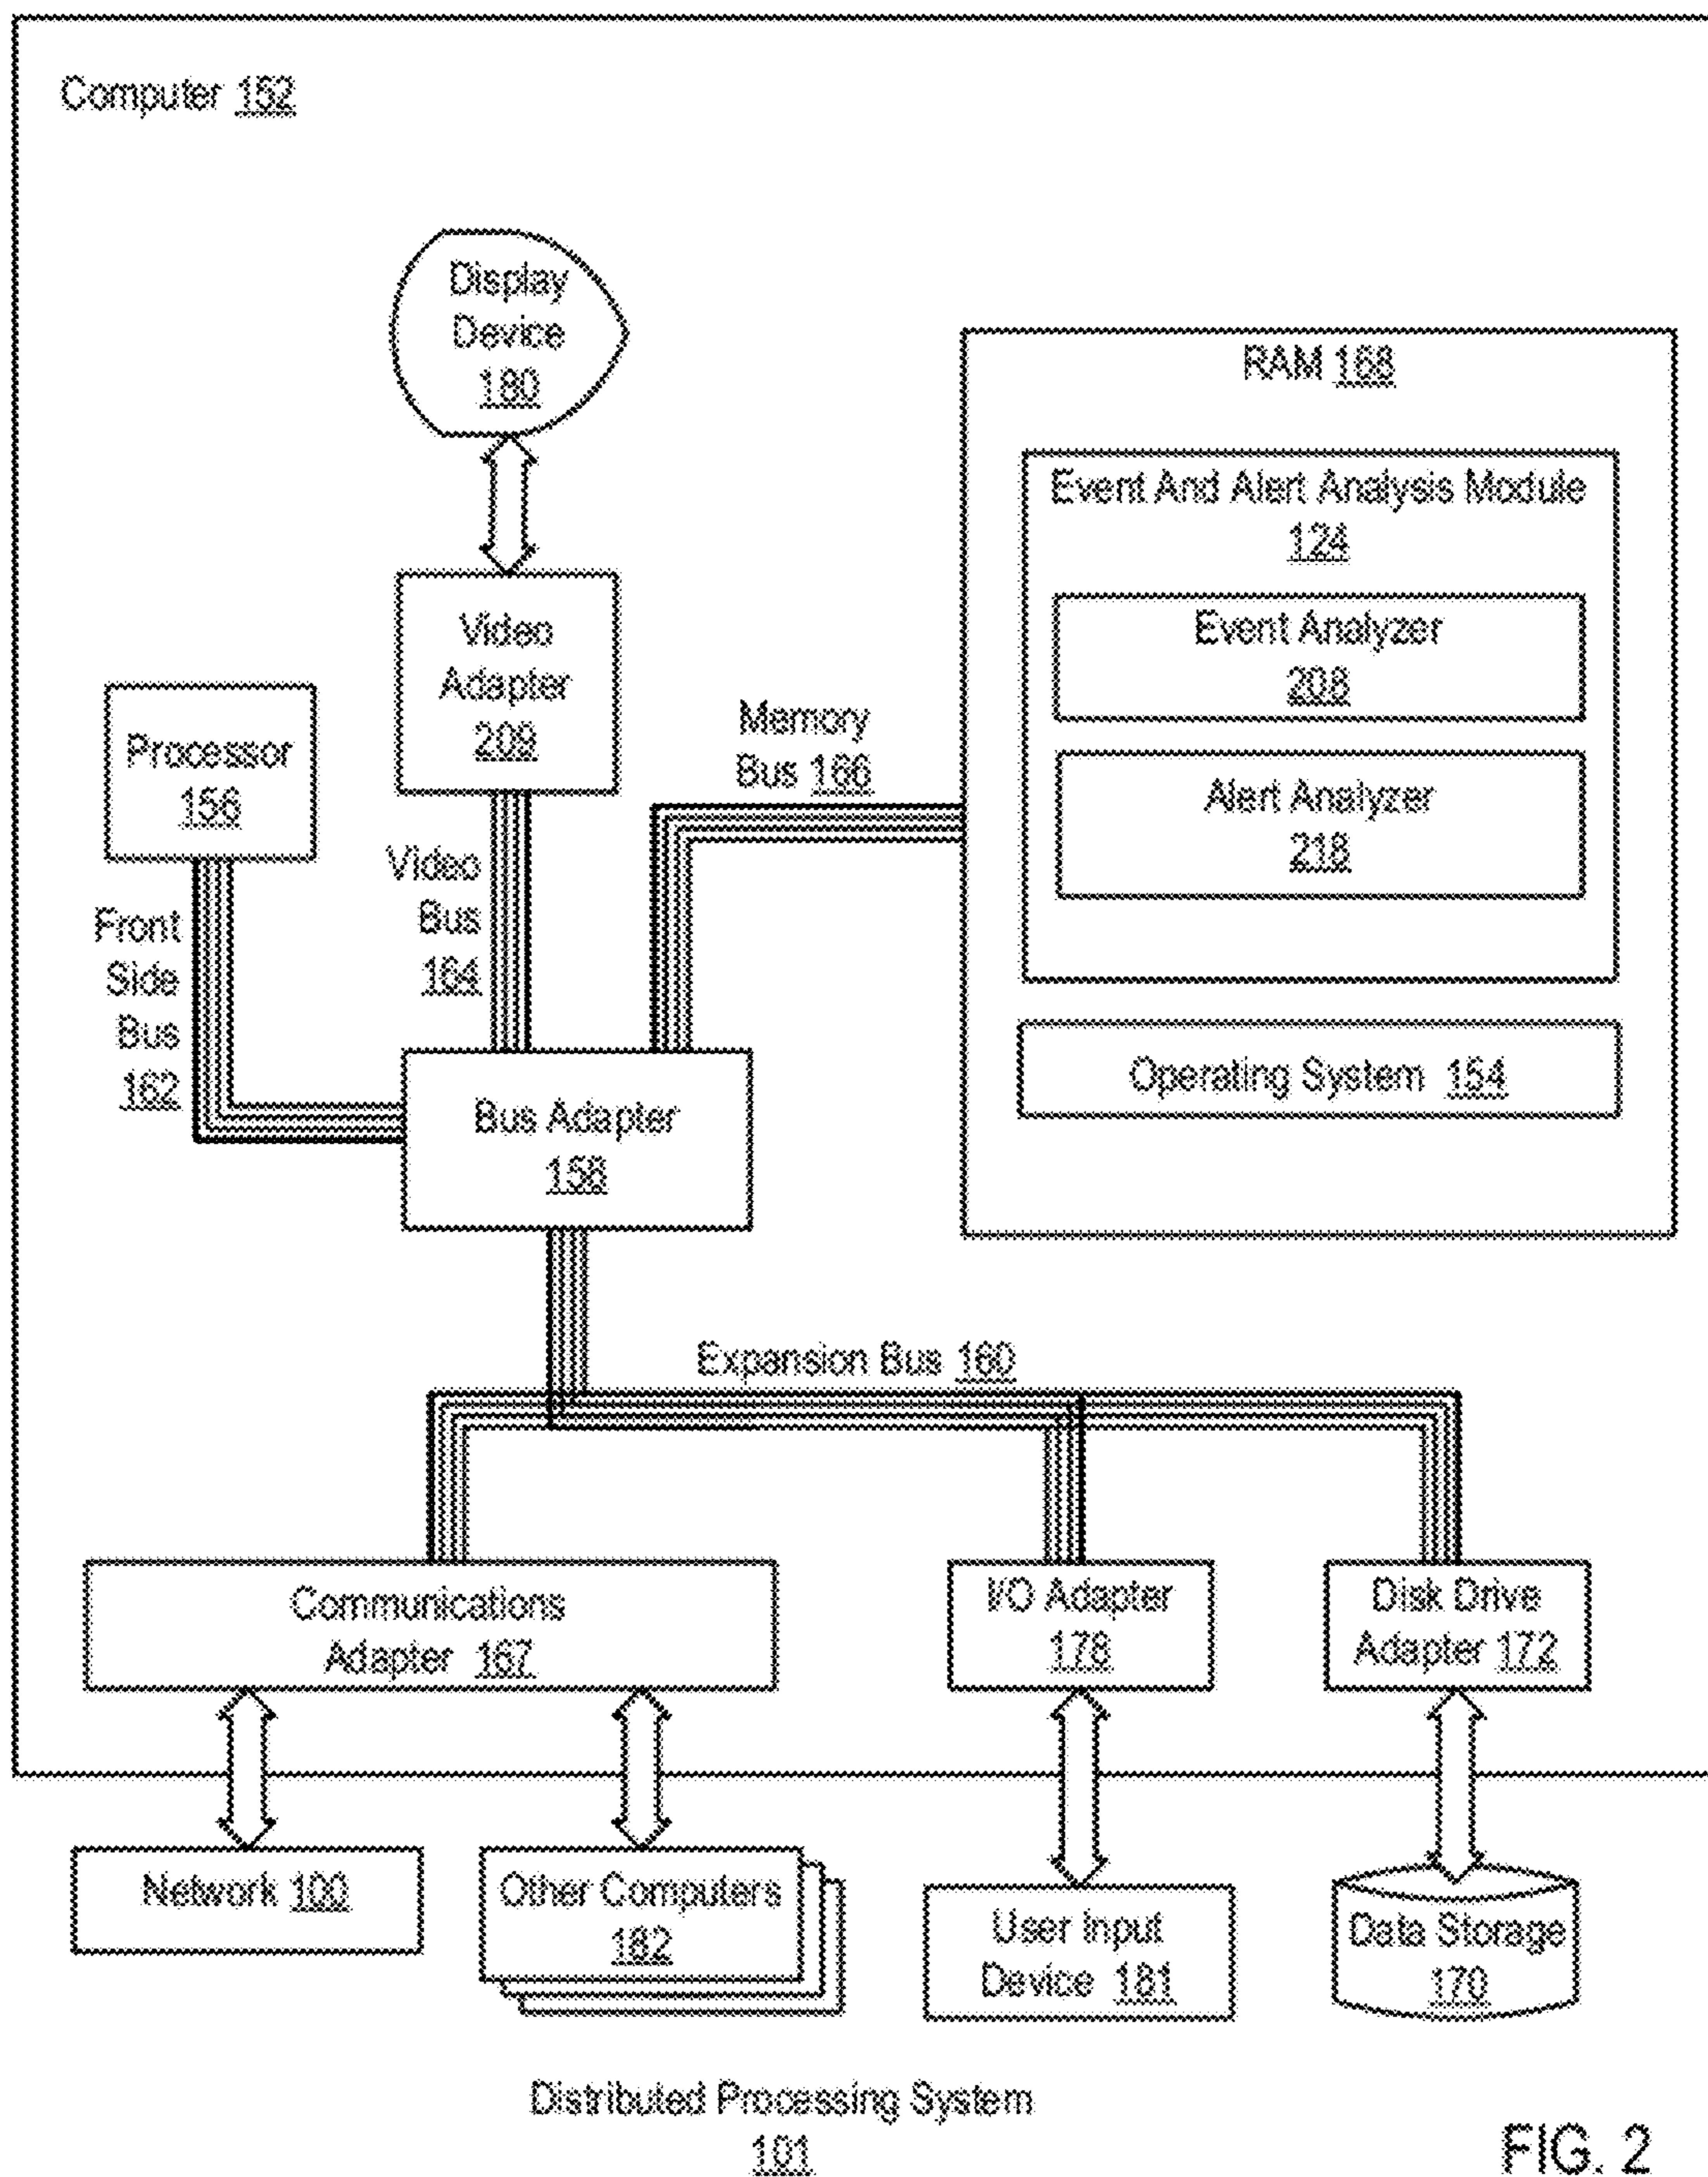 Computer 152
Display
Device
180
RAM 168
Event And Alert Analysis Module
124
Event Analyzer
208
Alert Analyzer
218
Operating System 154
Video
Adapter
209
Processor
156
Memory
Bus 166
Video
Bus
164
Front
Side
Bus
162
Bus Adapter
158
Expansion Bus 160
Communications
Adapter 167
I/O Adapter
178
Disk Drive
Adapter 172
Network 100
Other Computers
182
User Input
Device 181
Data Storage
170
Distributed Processing System
101
FIG. 2